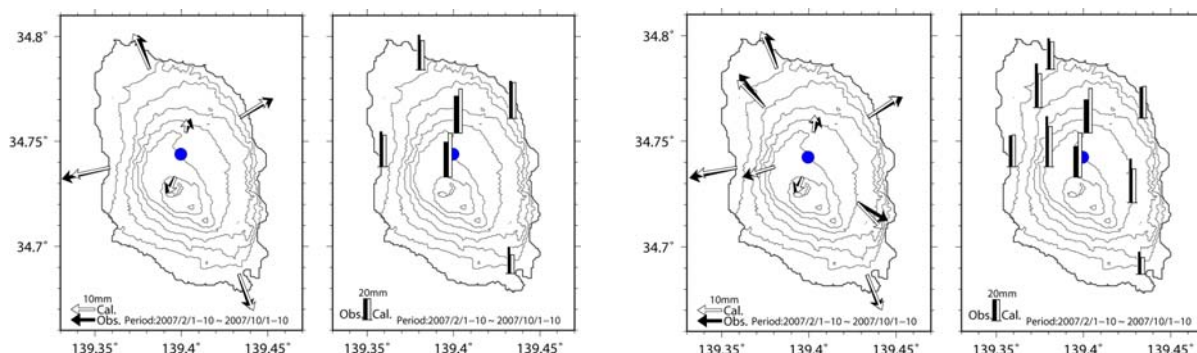 34.8°
34.75°
34.7°
10mm
Cal.
Obs. Period:2007/2/1-10 ~ 2007/10/1-10
139.35° 139.4° 139.45°
20mm
Obs. Cal. Period:2007/2/1-10 ~ 2007/10/1-10
139.35° 139.4° 139.45°
34.8°
34.75°
34.7°
10mm
Cal.
Obs. Period:2007/2/1-10 ~ 2007/10/1-10
139.35° 139.4° 139.45°
20mm
Obs. Cal. Period:2007/2/1-10 ~ 2007/10/1-10
139.35° 139.4° 139.45°